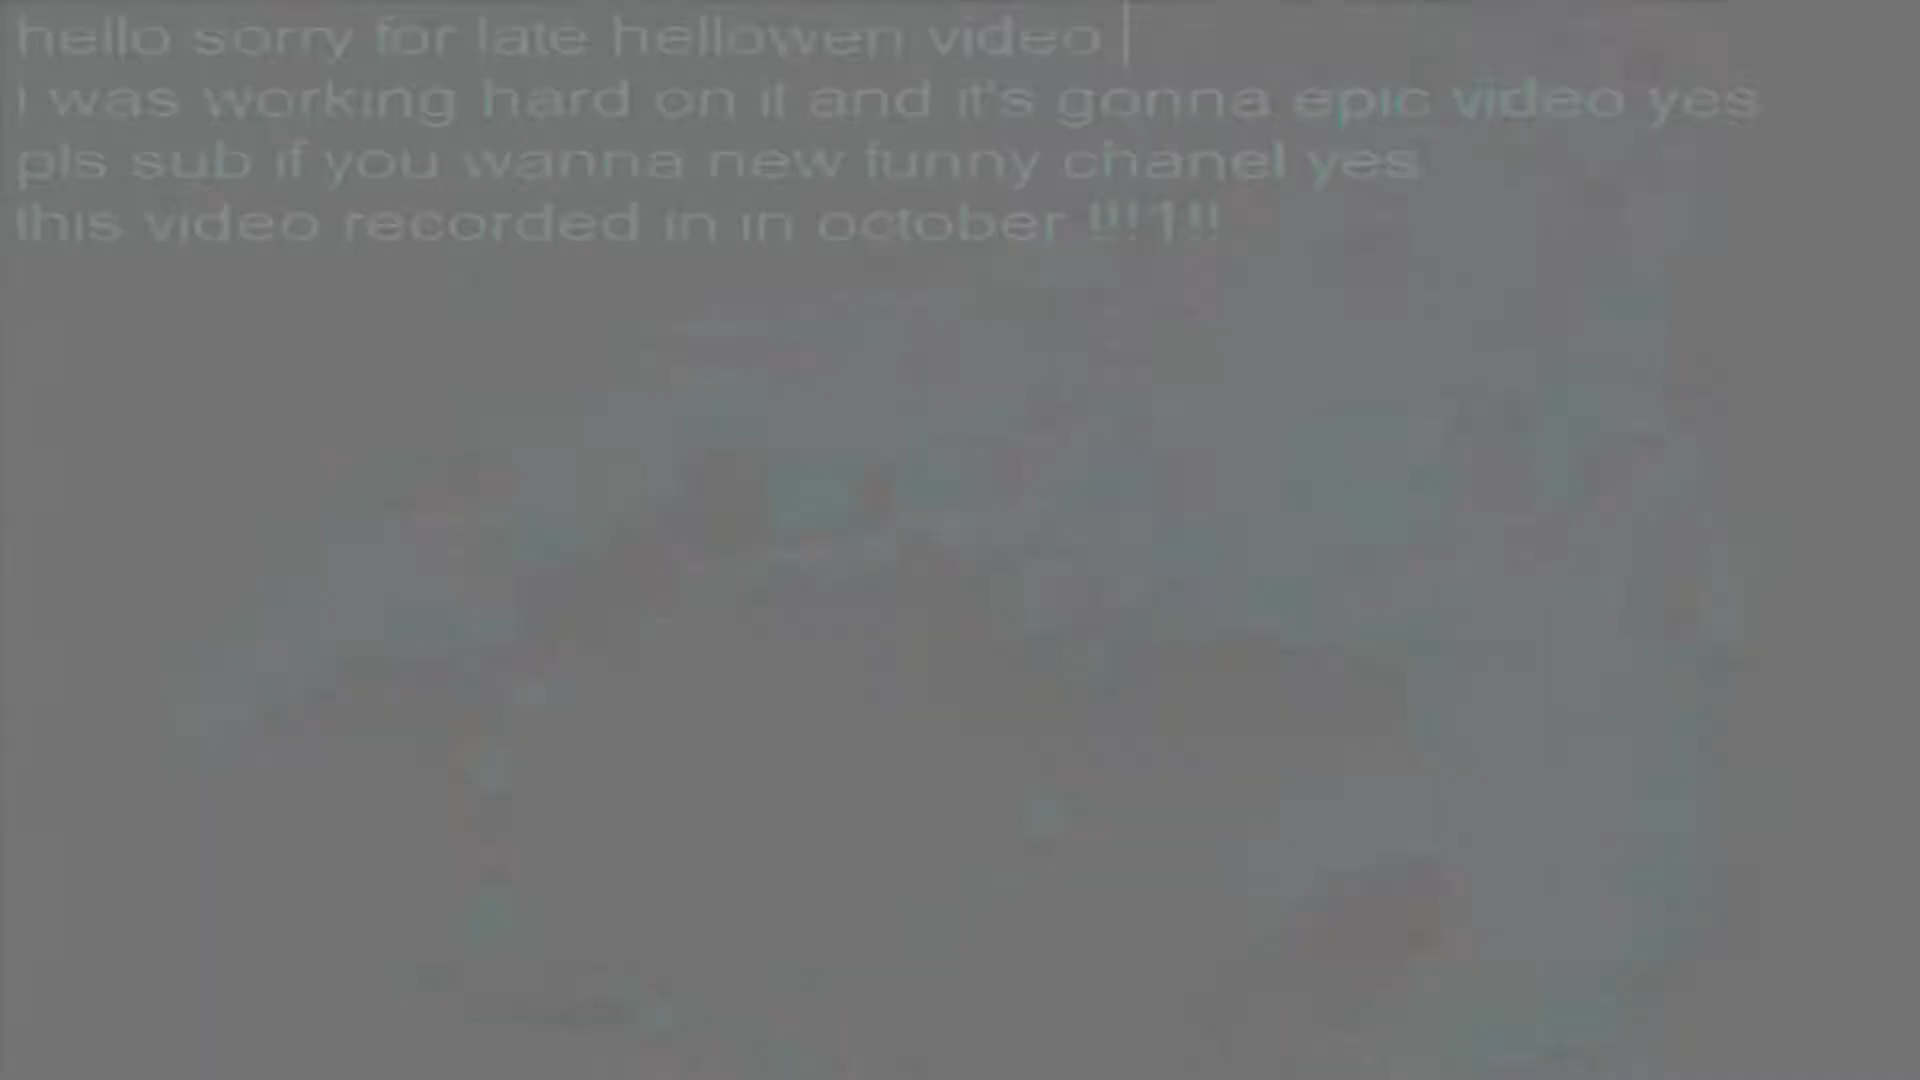 hello sorry for late hellowen video
i was working hard on it and it's gonna epic video yes
pls sub if you wanna new funny chanel yes
this video recorded in in october !!!1!!